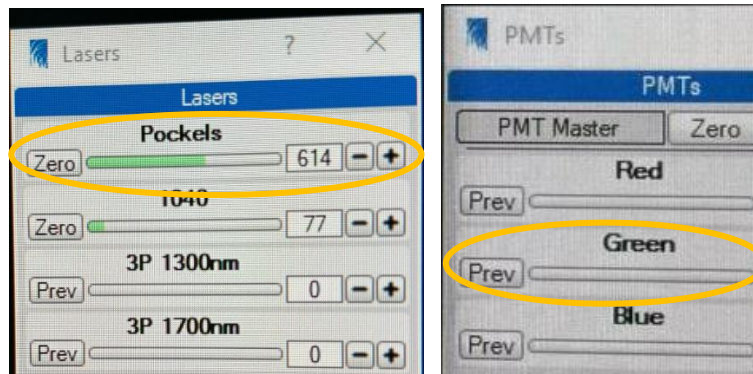 Lasers ? ×
Lasers
Pockels
Zero 614 - +
1040
Zero 77 - +
3P 1300nm
Prev 0 - +
3P 1700nm
Prev 0 - +
PMTs
PMTs
PMT Master Zero
Red
Prev
Green
Prev
Blue
Prev